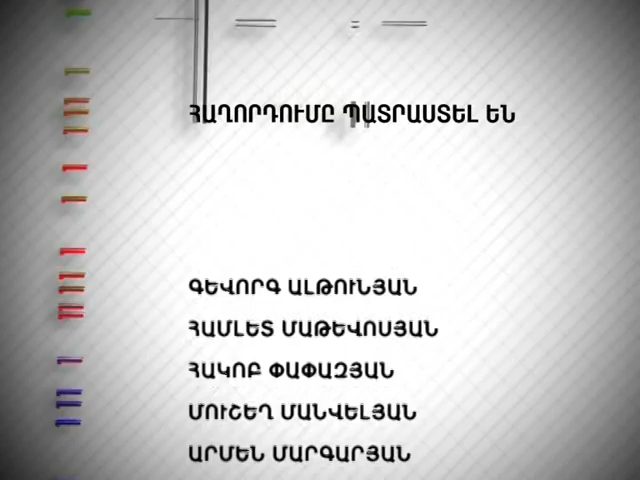 ՀԱՂՈՐԴՈՒՄԸ ՊԱՏՐԱՍՏԵԼ ԵՆ
ԳԵՎՈՐԳ ԱԼԹՈՒՆՅԱՆ
ՀԱՄԼԵՏ ՄԱԹԵՎՈՍՅԱՆ
ՀԱԿՈԲ ՓԱՓԱԶՅԱՆ
ՄՈՒՇԵՂ ՄԱՆՎԵԼՅԱՆ
ԱՐՄԵՆ ՄԱՐԳԱՐՅԱՆ